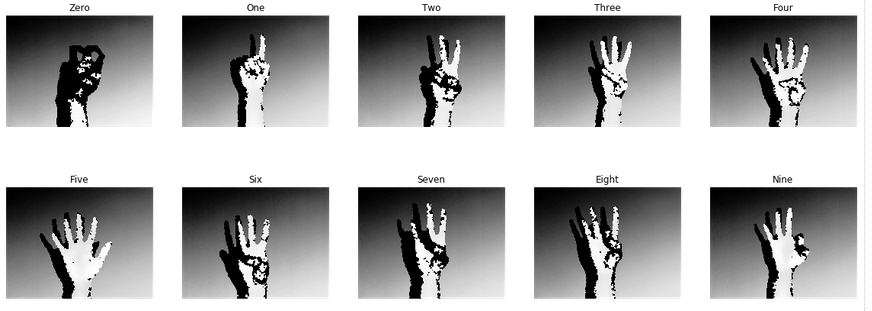 Zero One Two Three Four
Five Six Seven Eight Nine